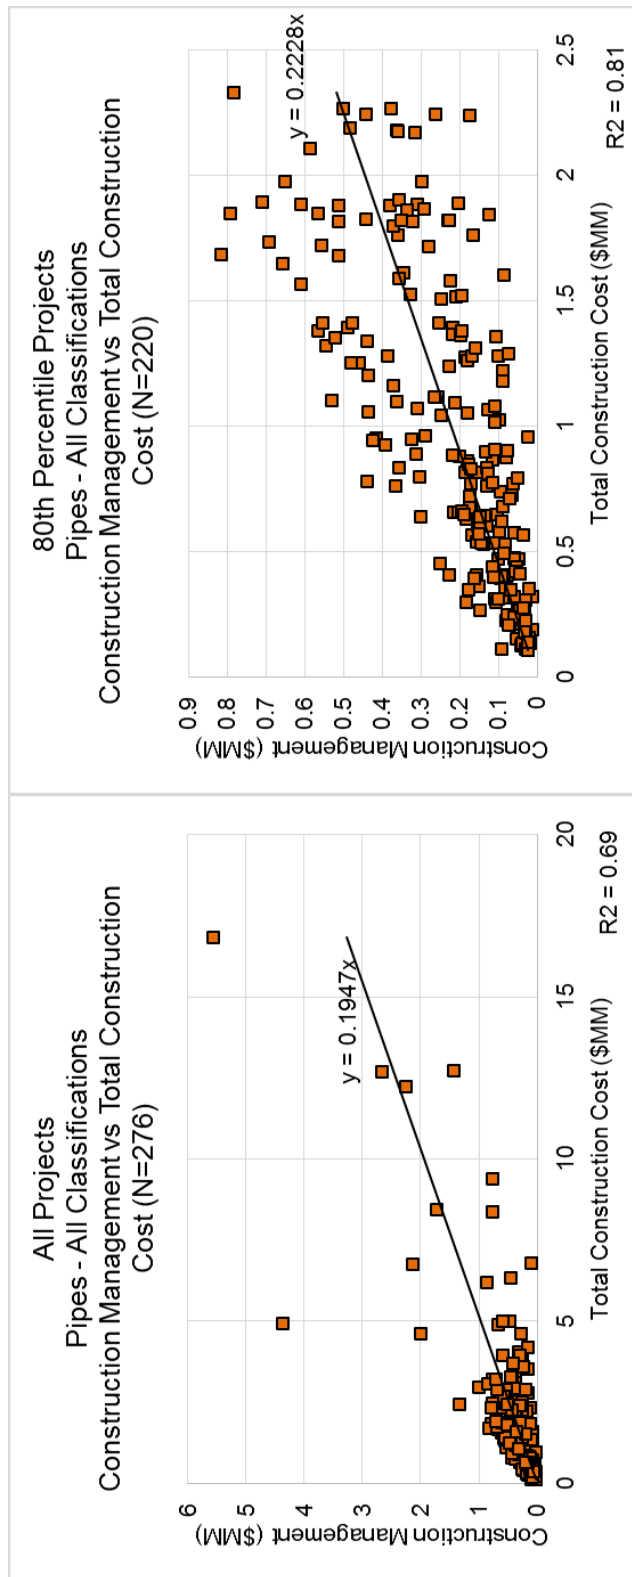 All Projects
Pipes - All Classifications
Construction Management vs Total Construction
Cost (N=276)
6
5
4
3
2
1
0
Construction Management ($MM)
y = 0.1947x
0
5
10
15
20
Total Construction Cost ($MM)
R2 = 0.69
80th Percentile Projects
Pipes - All Classifications
Construction Management vs Total Construction
Cost (N=220)
0.9
0.8
0.7
0.6
0.5
0.4
0.3
0.2
0.1
0
Construction Management ($MM)
y = 0.2228x
0
0.5
1
1.5
2
2.5
Total Construction Cost ($MM)
R2 = 0.81